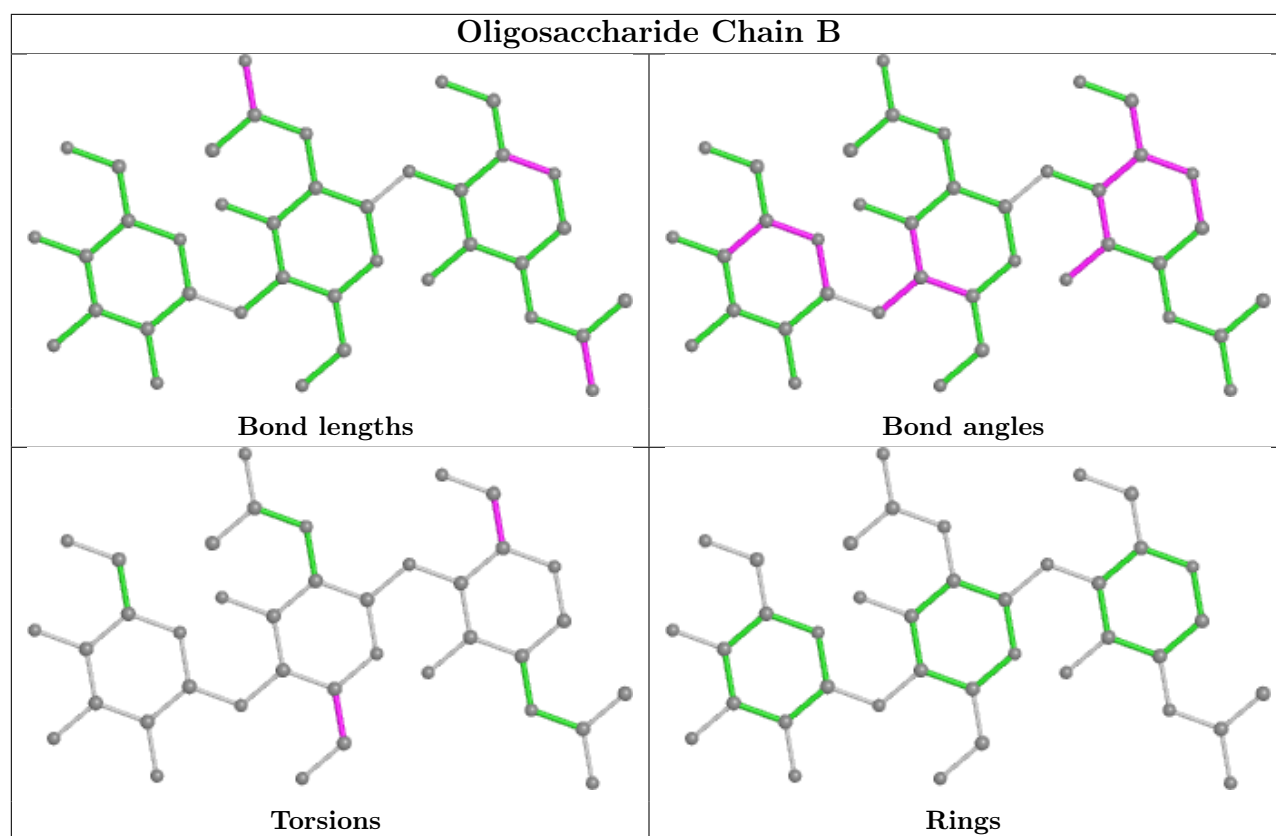 Oligosaccharide Chain B
Bond lengths
Bond angles
Torsions
Rings